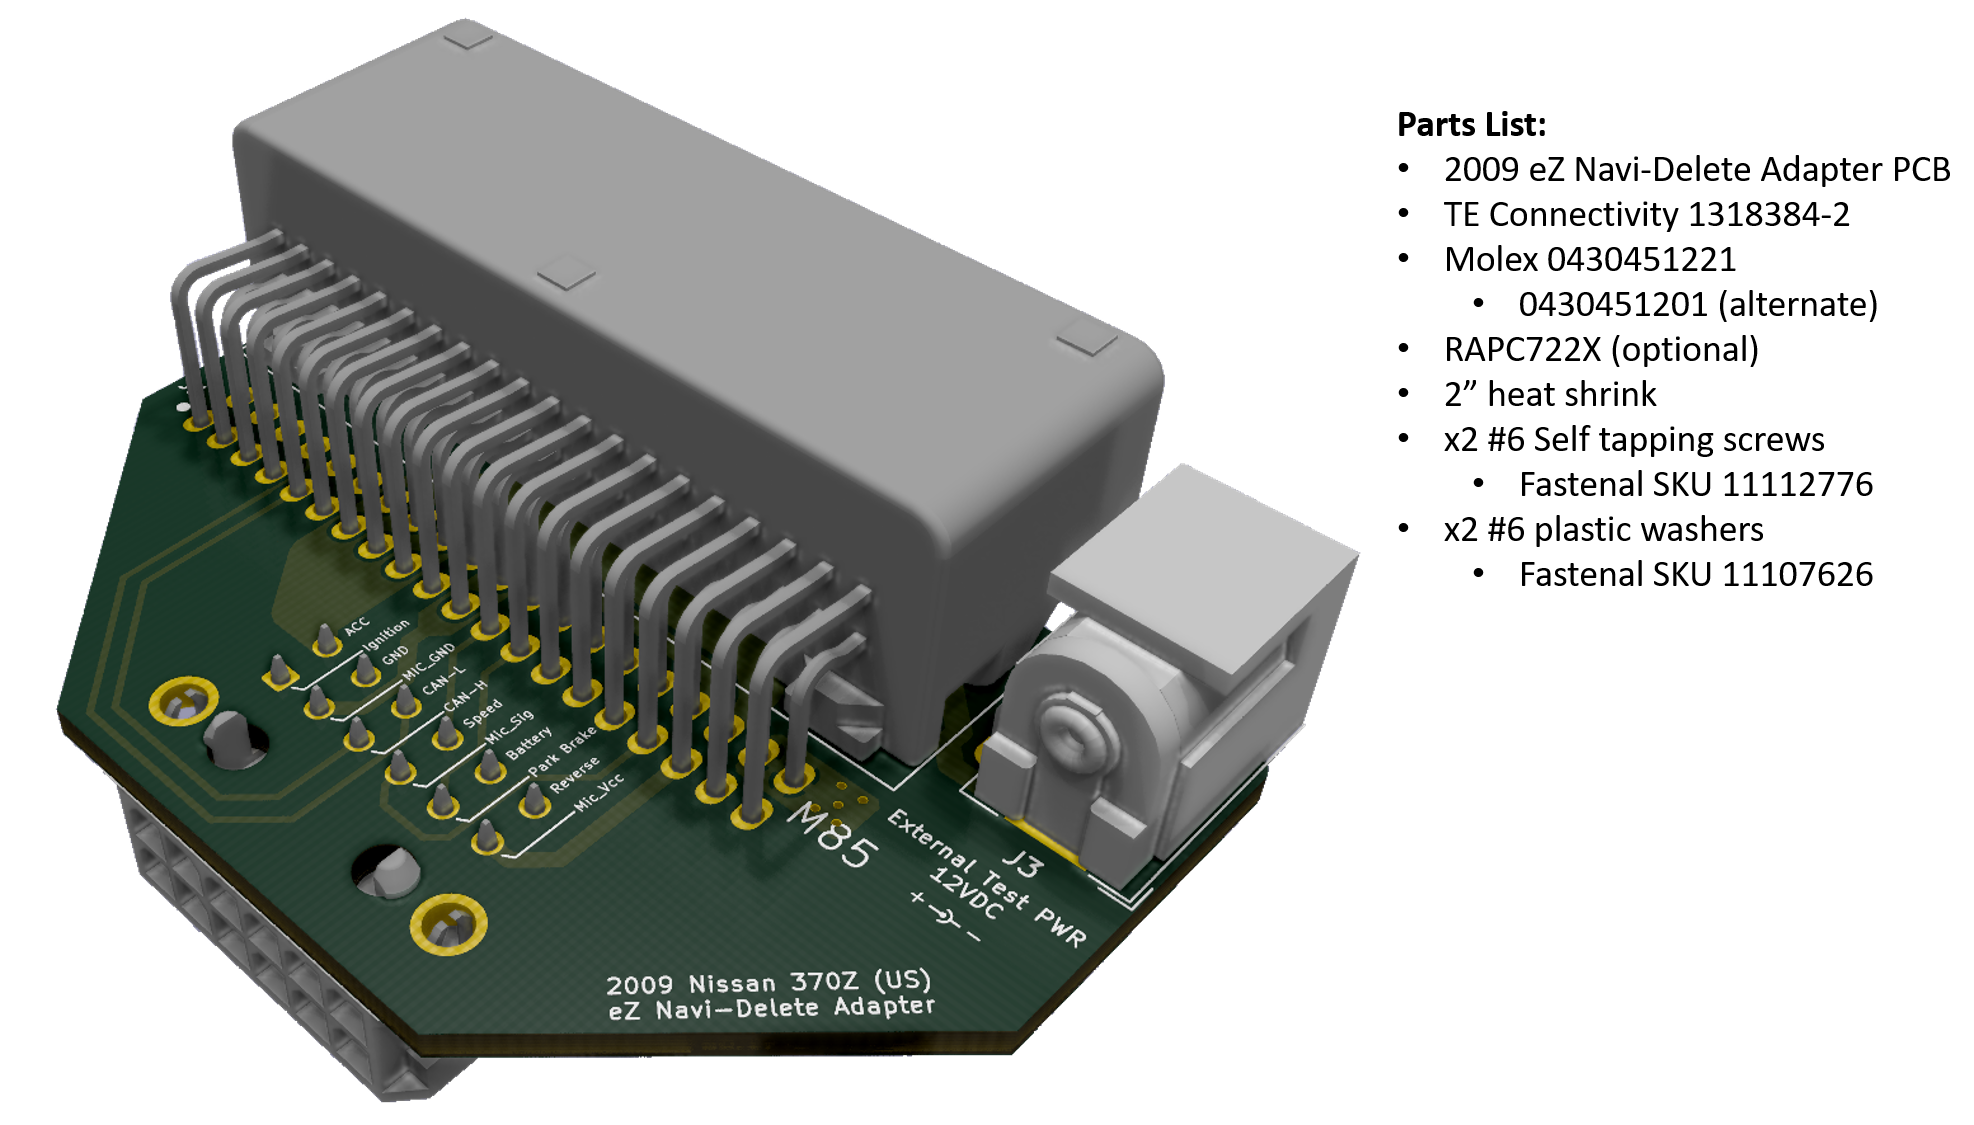 Parts List:
• 2009 eZ Navi-Delete Adapter PCB
• TE Connectivity 1318384-2
• Molex 0430451221
• 0430451201 (alternate)
• RAPC722X (optional)
• 2” heat shrink
• x2 #6 Self tapping screws
• Fastenal SKU 11112776
• x2 #6 plastic washers
• Fastenal SKU 11107626
ACC
Ignition
GND
MIC_GND
CAN-L
CAN-H
Speed
Mic_Sig
Battery
Park Brake
Reverse
Mic_Vcc
M85
External Test PWR
12VDC
+ -
J3
2009 Nissan 370Z (US)
eZ Navi-Delete Adapter